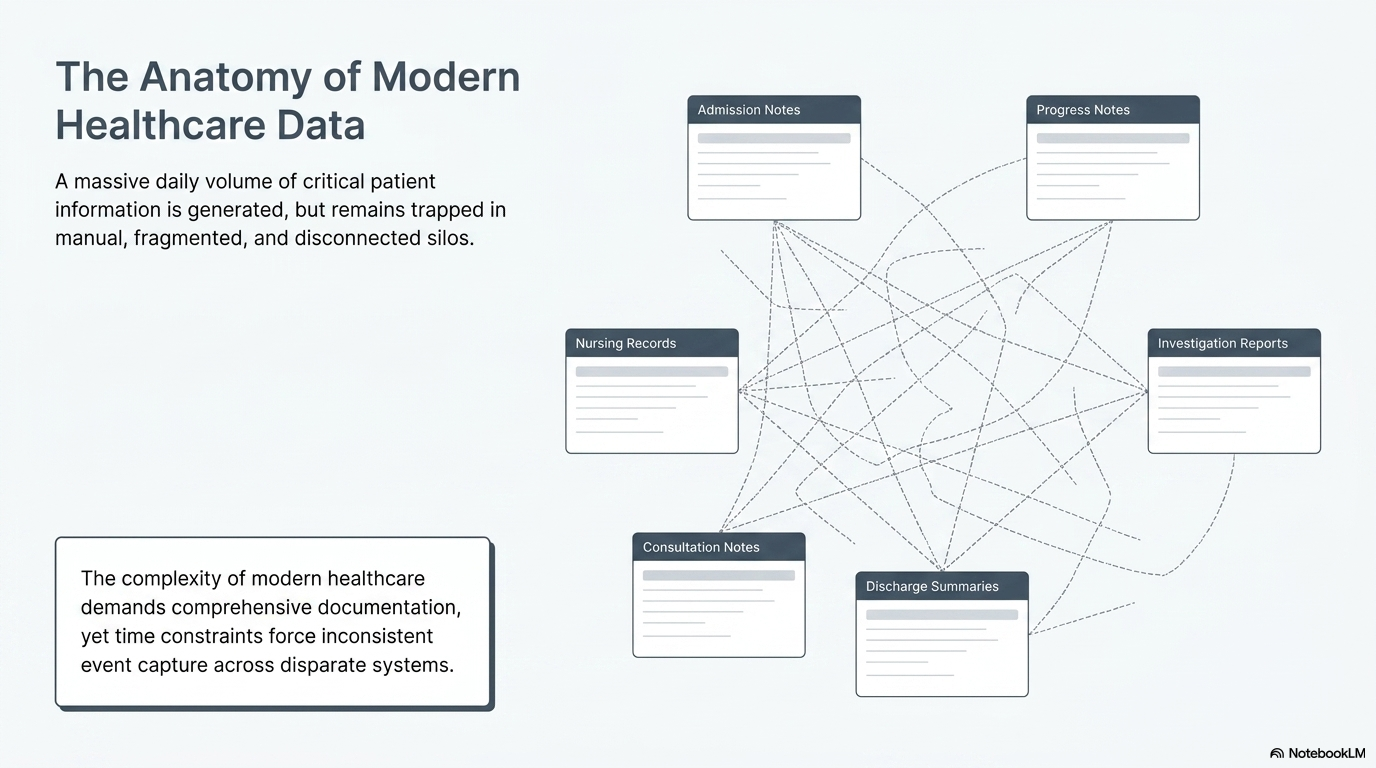 The Anatomy of Modern
Healthcare Data
A massive daily volume of critical patient
information is generated, but remains trapped in
manual, fragmented, and disconnected silos.
Admission Notes
Progress Notes
Nursing Records
Investigation Reports
Consultation Notes
Discharge Summaries
The complexity of modern healthcare
demands comprehensive documentation,
yet time constraints force inconsistent
event capture across disparate systems.
NotebookLM